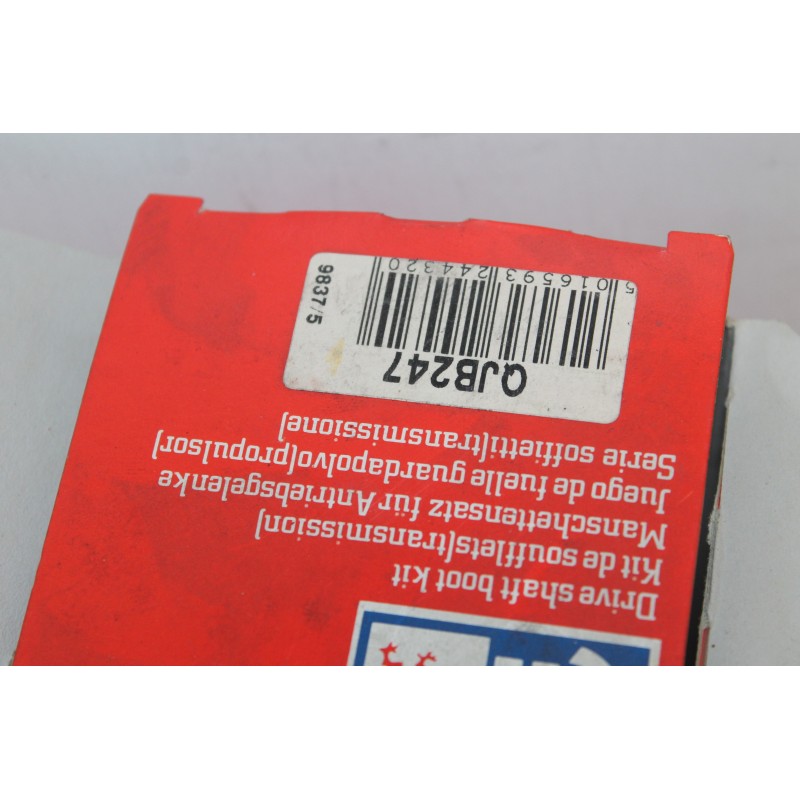 Drive shaft boot kit
Kit de soufflets(transmission)
Manschettensatz für Antriebsgelenke
Juego de fuelle guardapolvo(propulsor)
Serie soffietti(transmissione)
QJB247
5 016593 244320
9837/5